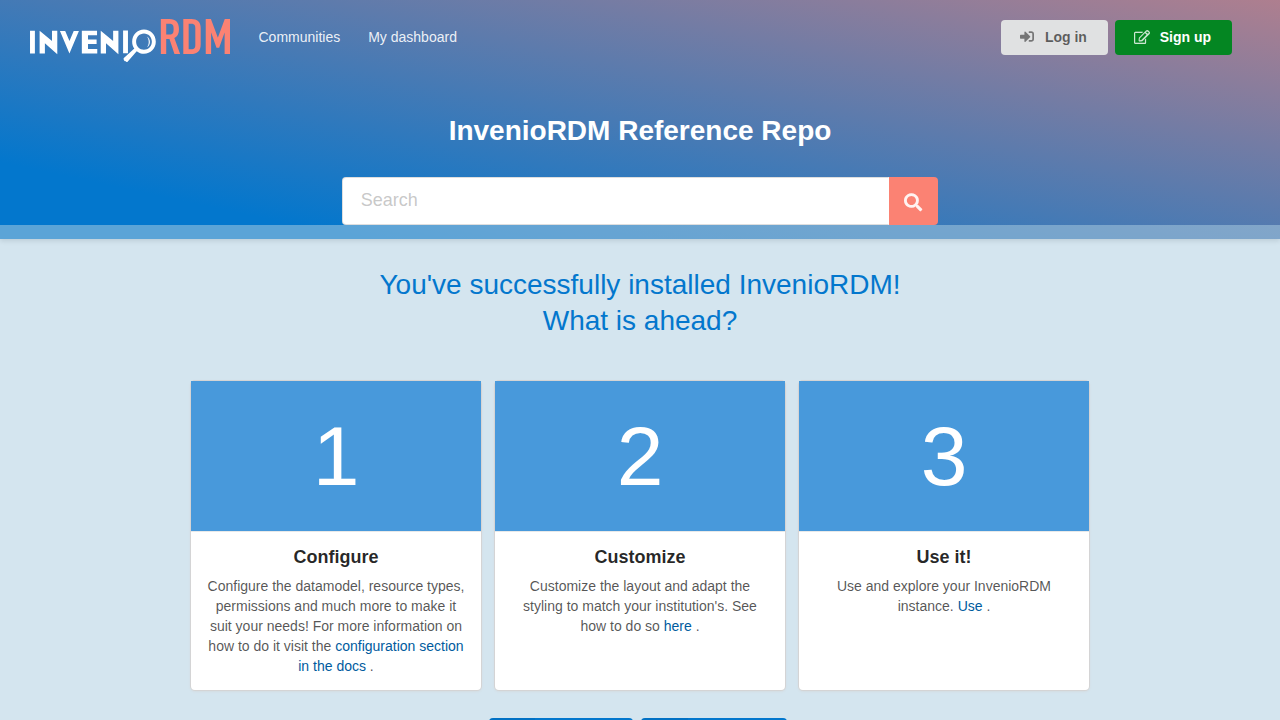 INVENIO RDM
Communities
My dashboard
Log in
Sign up
InvenioRDM Reference Repo
Search
You've successfully installed InvenioRDM!
What is ahead?
1
Configure
Configure the datamodel, resource types,
permissions and much more to make it
suit your needs! For more information on
how to do it visit the configuration section
in the docs .
2
Customize
Customize the layout and adapt the
styling to match your institution's. See
how to do so here .
3
Use it!
Use and explore your InvenioRDM
instance. Use .